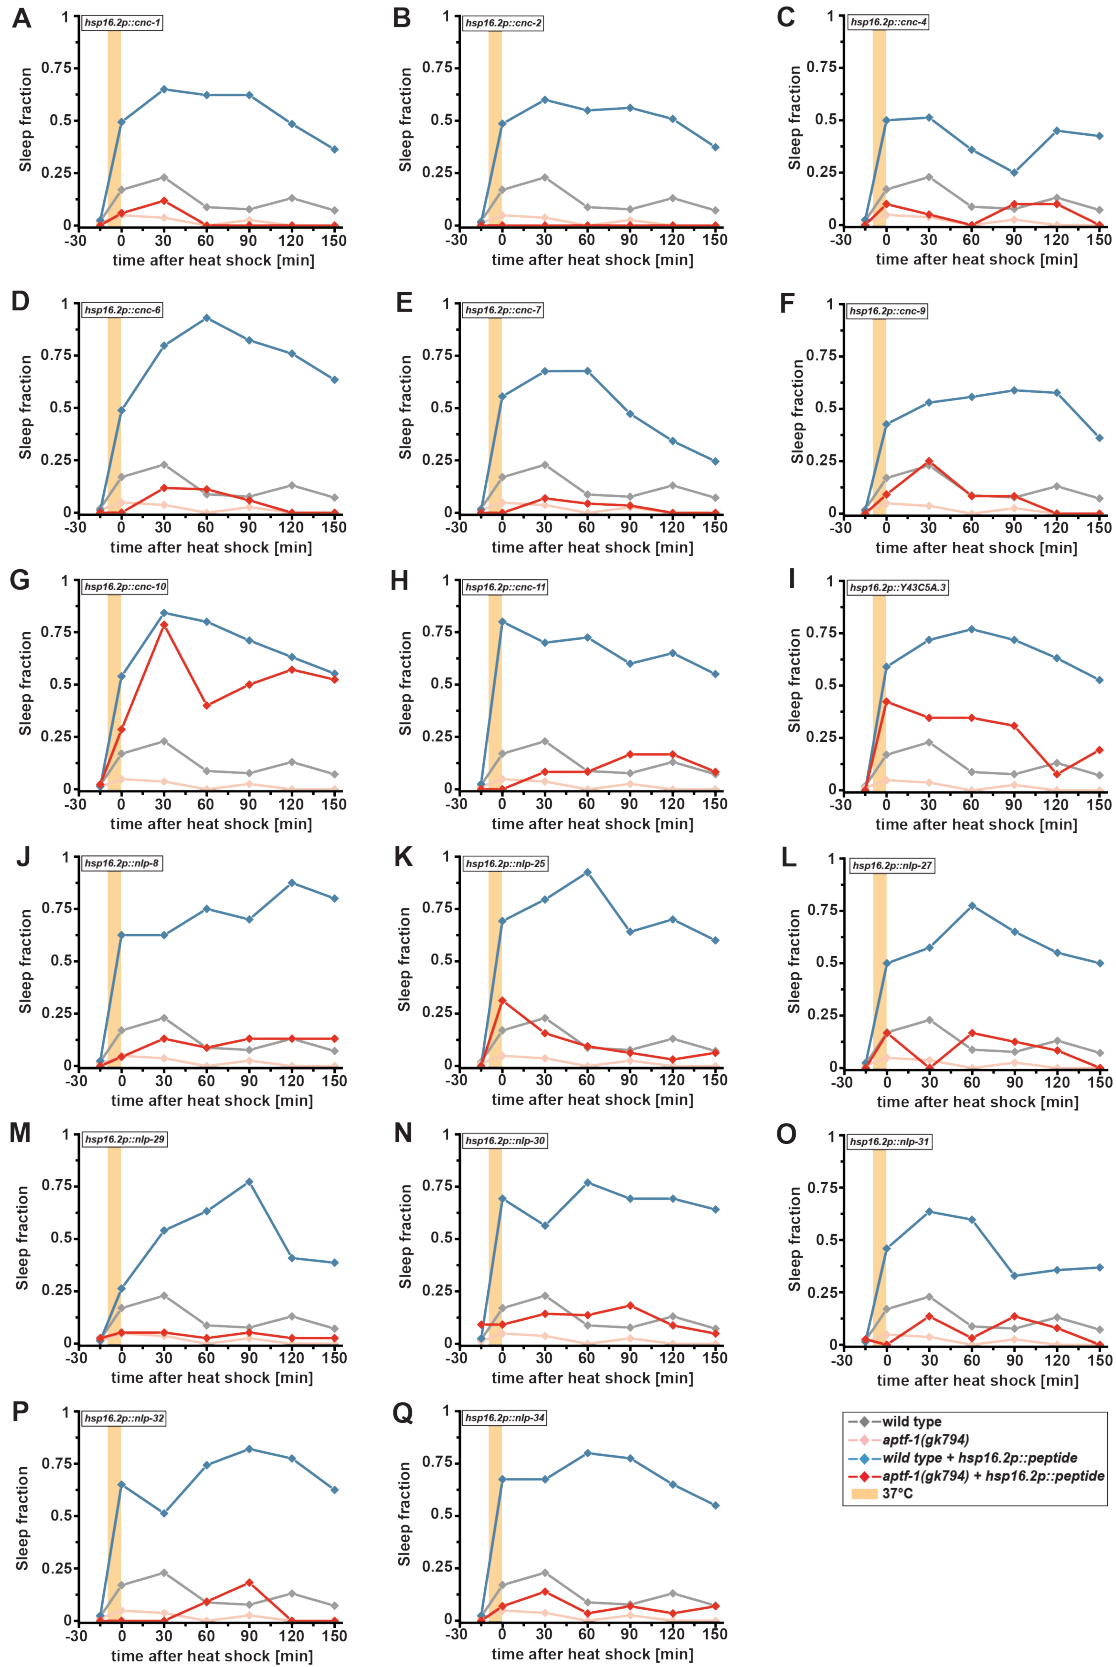 A
hsp16.2p::cnc-1
B
hsp16.2p::cnc-2
C
hsp16.2p::cnc-4
1
0.75
0.5
0.25
0
Sleep fraction
-30 0 30 60 90 120 150
time after heat shock [min]
1
0.75
0.5
0.25
0
Sleep fraction
-30 0 30 60 90 120 150
time after heat shock [min]
1
0.75
0.5
0.25
0
Sleep fraction
-30 0 30 60 90 120 150
time after heat shock [min]
D
hsp16.2p::cnc-6
E
hsp16.2p::cnc-7
F
hsp16.2p::cnc-9
1
0.75
0.5
0.25
0
Sleep fraction
-30 0 30 60 90 120 150
time after heat shock [min]
1
0.75
0.5
0.25
0
Sleep fraction
-30 0 30 60 90 120 150
time after heat shock [min]
1
0.75
0.5
0.25
0
Sleep fraction
-30 0 30 60 90 120 150
time after heat shock [min]
G
hsp16.2p::cnc-10
H
hsp16.2p::cnc-11
I
hsp16.2p::Y43C5A.3
1
0.75
0.5
0.25
0
Sleep fraction
-30 0 30 60 90 120 150
time after heat shock [min]
1
0.75
0.5
0.25
0
Sleep fraction
-30 0 30 60 90 120 150
time after heat shock [min]
1
0.75
0.5
0.25
0
Sleep fraction
-30 0 30 60 90 120 150
time after heat shock [min]
J
hsp16.2p::nlp-8
K
hsp16.2p::nlp-25
L
hsp16.2p::nlp-27
1
0.75
0.5
0.25
0
Sleep fraction
-30 0 30 60 90 120 150
time after heat shock [min]
1
0.75
0.5
0.25
0
Sleep fraction
-30 0 30 60 90 120 150
time after heat shock [min]
1
0.75
0.5
0.25
0
Sleep fraction
-30 0 30 60 90 120 150
time after heat shock [min]
M
hsp16.2p::nlp-29
N
hsp16.2p::nlp-30
O
hsp16.2p::nlp-31
1
0.75
0.5
0.25
0
Sleep fraction
-30 0 30 60 90 120 150
time after heat shock [min]
1
0.75
0.5
0.25
0
Sleep fraction
-30 0 30 60 90 120 150
time after heat shock [min]
1
0.75
0.5
0.25
0
Sleep fraction
-30 0 30 60 90 120 150
time after heat shock [min]
P
hsp16.2p::nlp-32
Q
hsp16.2p::nlp-34
1
0.75
0.5
0.25
0
Sleep fraction
-30 0 30 60 90 120 150
time after heat shock [min]
1
0.75
0.5
0.25
0
Sleep fraction
-30 0 30 60 90 120 150
time after heat shock [min]
wild type
aptf-1(gk794)
wild type + hsp16.2p::peptide
aptf-1(gk794) + hsp16.2p::peptide
37°C